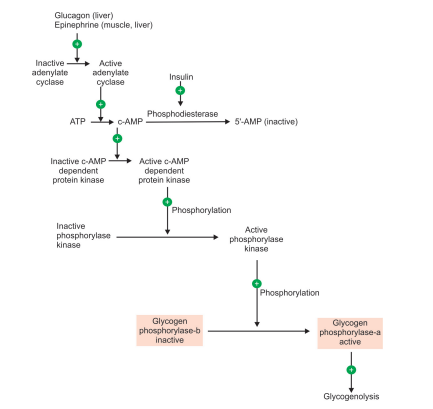 Glucagon (liver)
Epinephrine (muscle, liver)
+
Inactive
adenylate
cyclase
Active
adenylate
cyclase
Insulin
+
+
Phosphodiesterase
ATP
c-AMP
5'-AMP (inactive)
+
Inactive c-AMP
dependent
protein kinase
Active c-AMP
dependent
protein kinase
+
Phosphorylation
Inactive
phosphorylase
kinase
Active
phosphorylase
kinase
+
Phosphorylation
Glycogen
phosphorylase-b
inactive
Glycogen
phosphorylase-a
active
+
Glycogenolysis